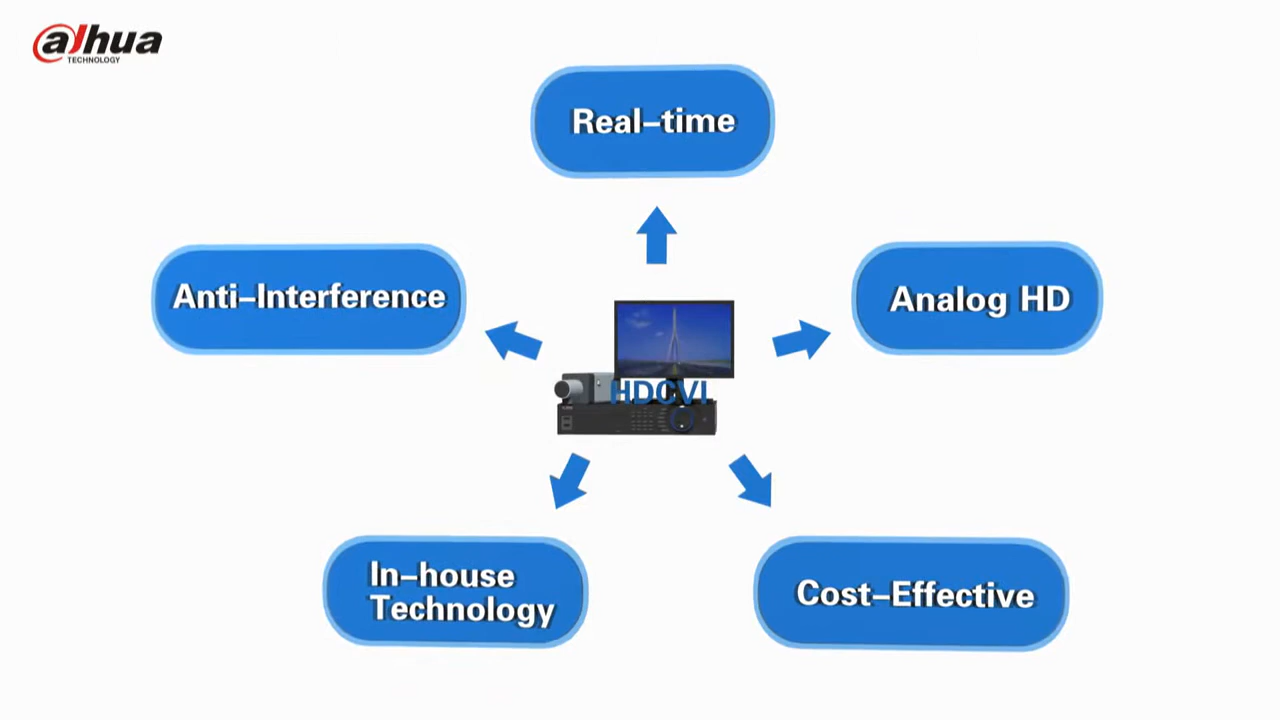 alhua
TECHNOLOGY
Real-time
Anti-Interference
Analog HD
HDCVI
In-house
Technology
Cost-Effective